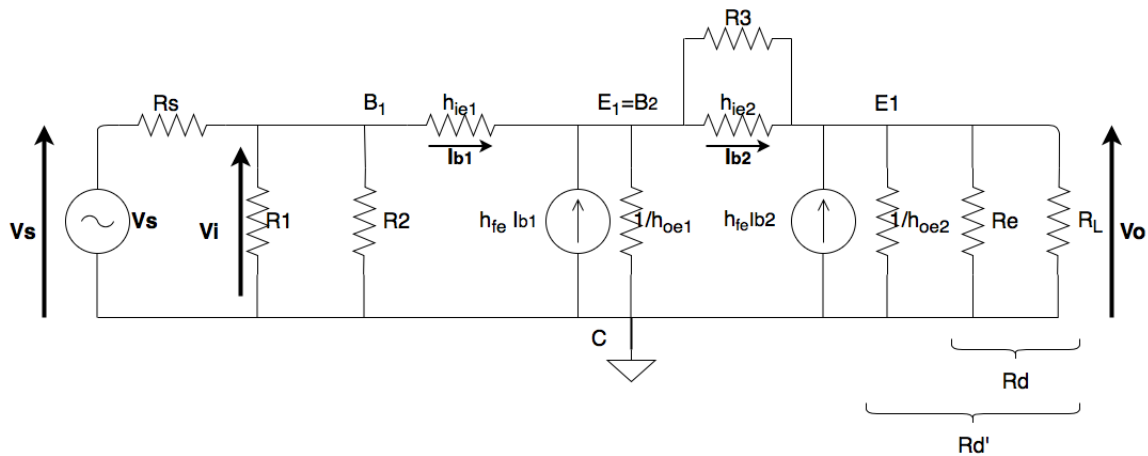 R3
Rs
B1
hie1
E1=B2
hie2
E1
Ib1
Ib2
Vs
Vs
Vi
R1
R2
hfe Ib1
1/hoe1
hfeIb2
1/hoe2
Re
RL
Vo
C
Rd
Rd'